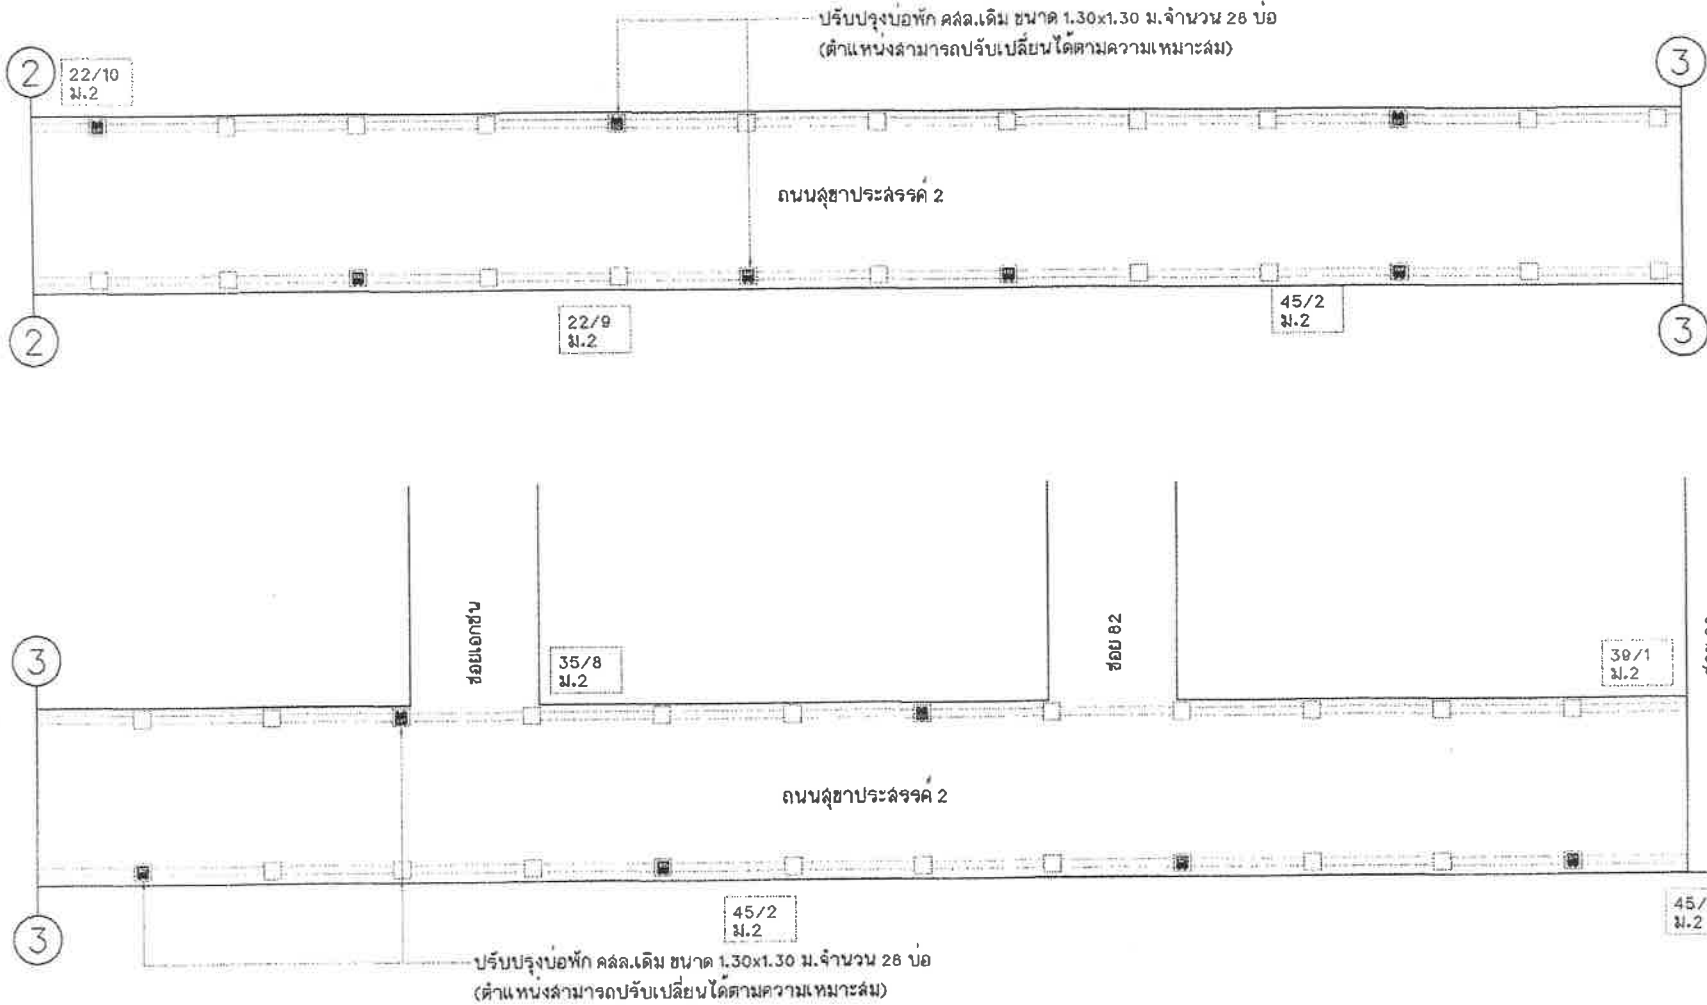 ปรับปรุงบ่อพัก คสล.เดิม ขนาด 1.30x1.30 ม.จำนวน 28 บ่อ
(ตำแหน่งสามารถปรับเปลี่ยนได้ตามความเหมาะสม)
2
22/10
ม.2
3
ถนนสุขาประสรรค์ 2
2
22/9
ม.2
45/2
ม.2
3
ซอยเอกชน
ซอย 82
3
35/8
ม.2
39/1
ม.2
ถนนสุขาประสรรค์ 2
3
45/2
ม.2
45/
ม.2
ปรับปรุงบ่อพัก คสล.เดิม ขนาด 1.30x1.30 ม.จำนวน 28 บ่อ
(ตำแหน่งสามารถปรับเปลี่ยนได้ตามความเหมาะสม)